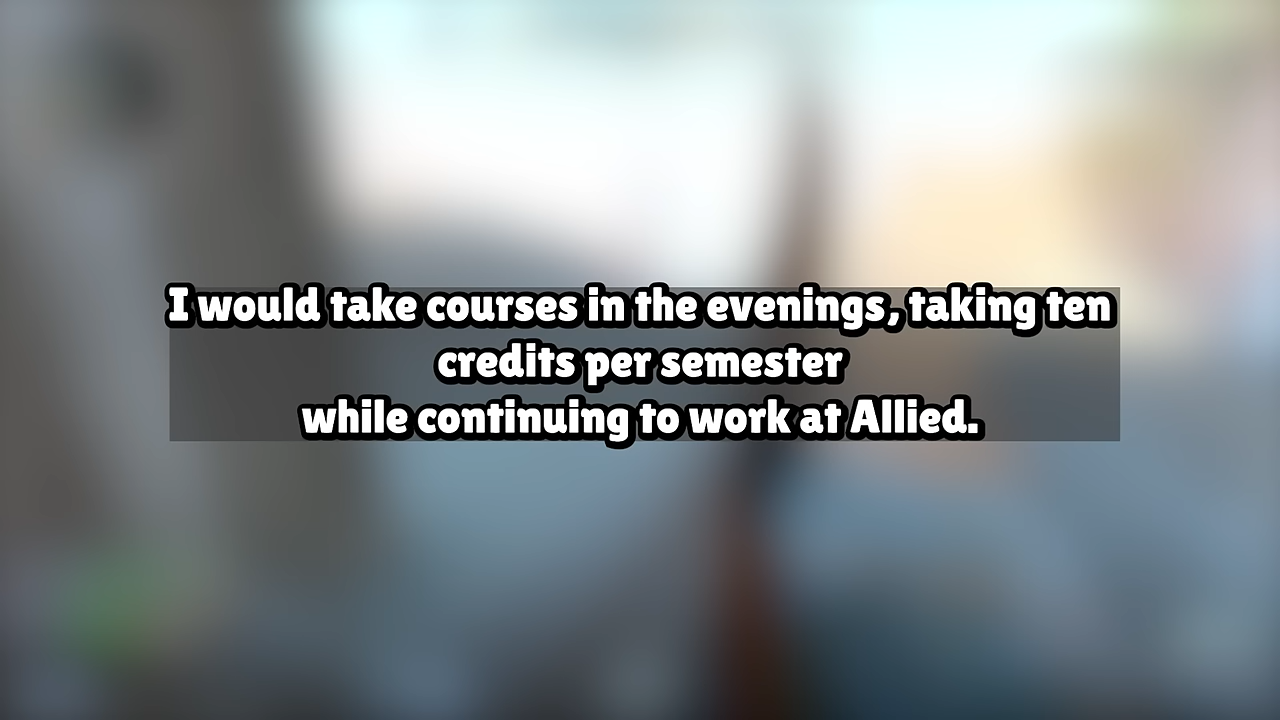 I would take courses in the evenings, taking ten
credits per semester
while continuing to work at Allied.